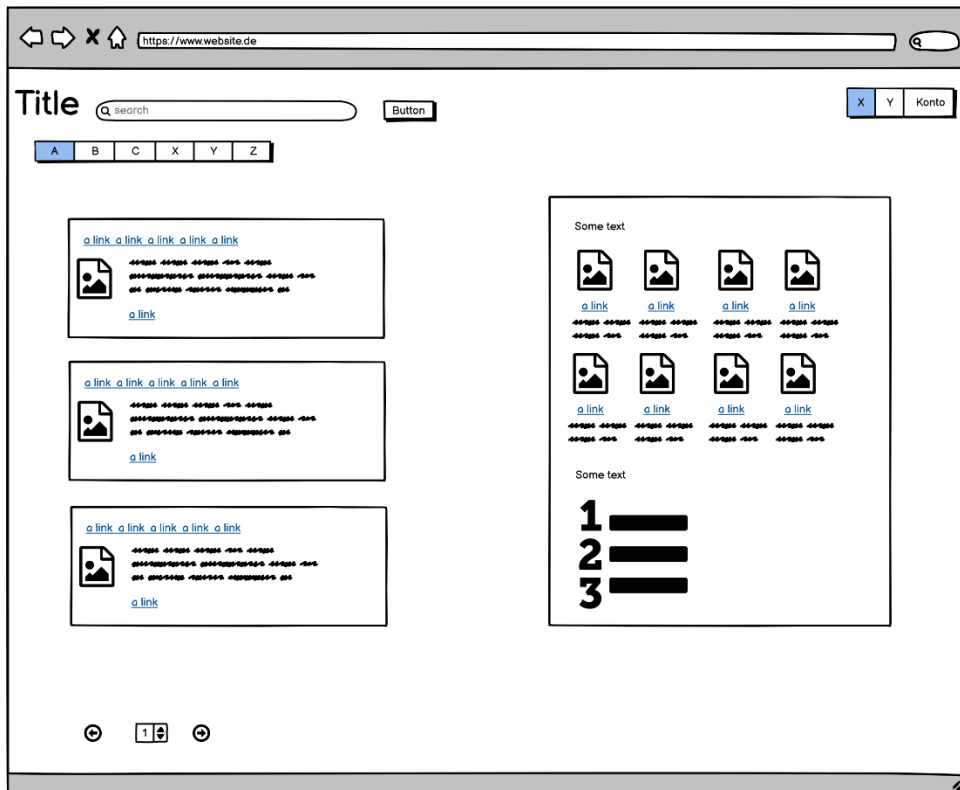 https://www.website.de
Title
search
Button
X Y Konto
A B C X Y Z
a link a link a link a link a link
a link
a link a link a link a link a link
a link
a link a link a link a link a link
a link
Some text
a link a link a link a link
a link a link a link a link
Some text
1
2
3
1